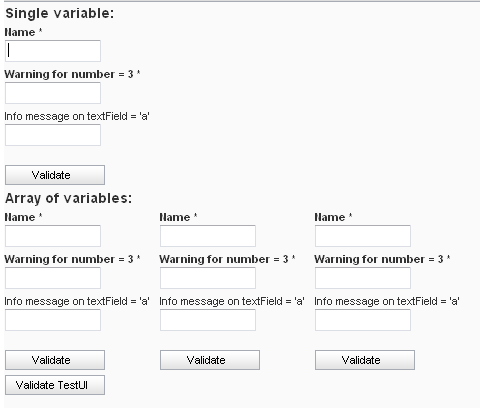 Single variable:
Name *
Warning for number = 3 *
Info message on textField = 'a'
Validate
Array of variables:
Name * Name * Name *
Warning for number = 3 * Warning for number = 3 * Warning for number = 3 *
Info message on textField = 'a' Info message on textField = 'a' Info message on textField = 'a'
Validate Validate Validate
Validate TestUI